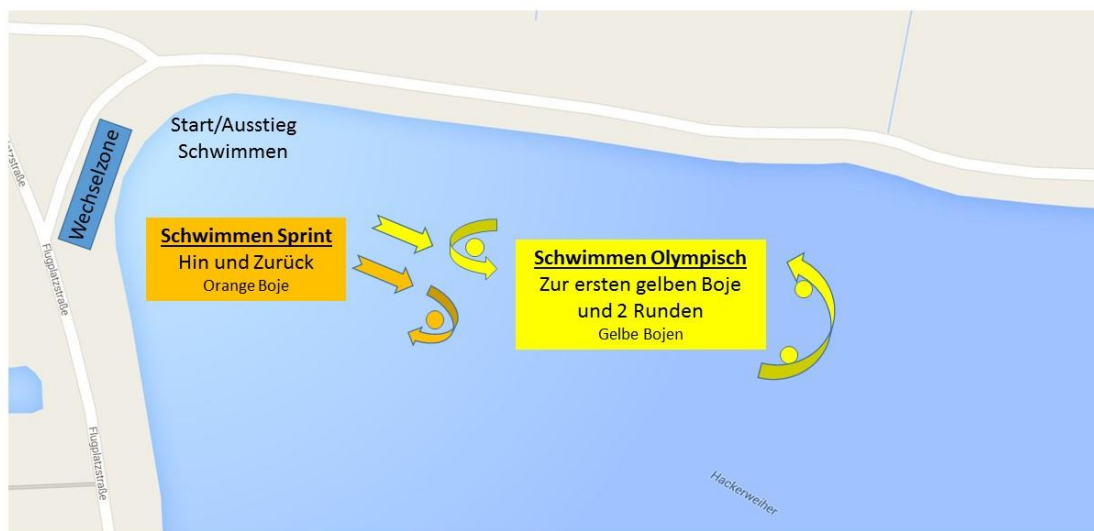 Start/Ausstieg
Schwimmen
Wechselzone
latzstraße
Flugplatzstraße
Schwimmen Sprint
Hin und Zurück
Orange Boje
Schwimmen Olympisch
Zur ersten gelben Boje
und 2 Runden
Gelbe Bojen
Flugplatzstraße
Hackerweiher